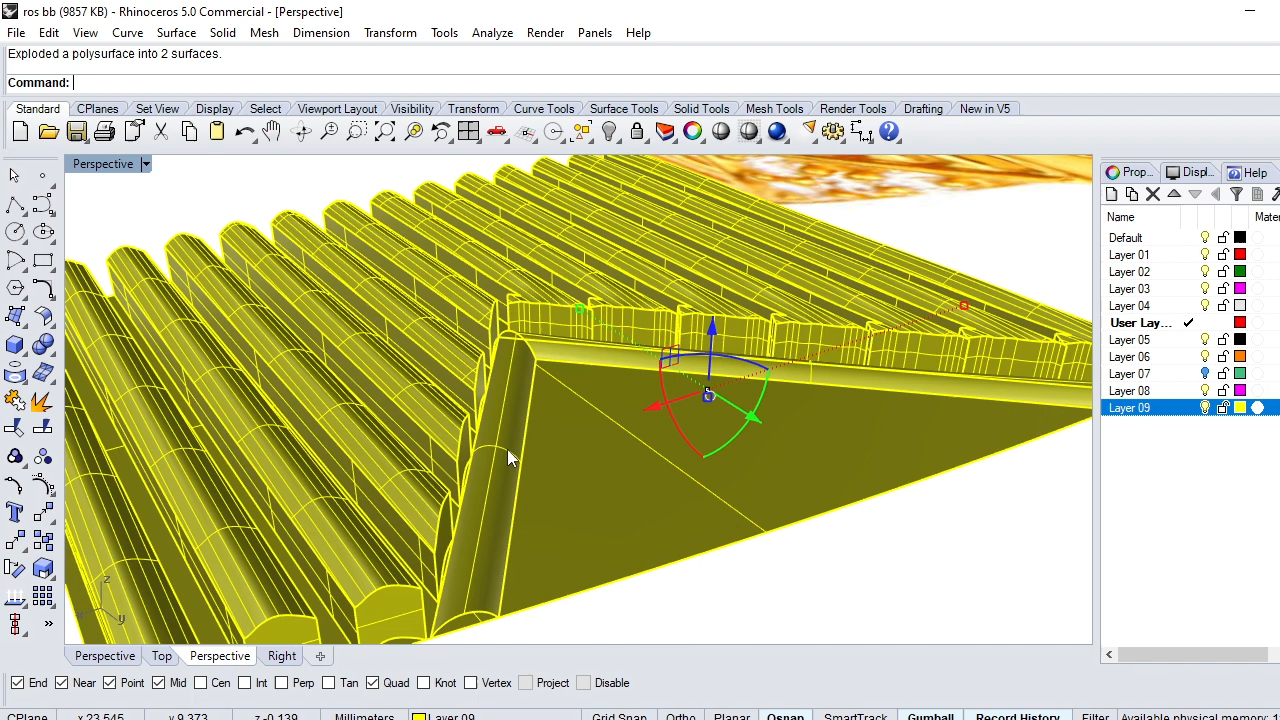 ros bb (9857 KB) - Rhinoceros 5.0 Commercial - [Perspective]
File Edit View Curve Surface Solid Mesh Dimension Transform Tools Analyze Render Panels Help
Exploded a polysurface into 2 surfaces.
Command:
Standard CPlanes Set View Display Select Viewport Layout Visibility Transform Curve Tools Surface Tools Solid Tools Mesh Tools Render Tools Drafting New in V5
Perspective
Prop... Displ... Help
Name Mate
Default
Layer 01
Layer 02
Layer 03
Layer 04
User Lay...
Layer 05
Layer 06
Layer 07
Layer 08
Layer 09
z
y
Perspective Top Perspective Right
End Near Point Mid Cen Int Perp Tan Quad Knot Vertex Project Disable
CPlane x 23.545 y 9.373 z -0.139 Millimeters Layer 09 Grid Snap Ortho Planar Osnap SmartTrack Gumball Record History Filter Available physical memory